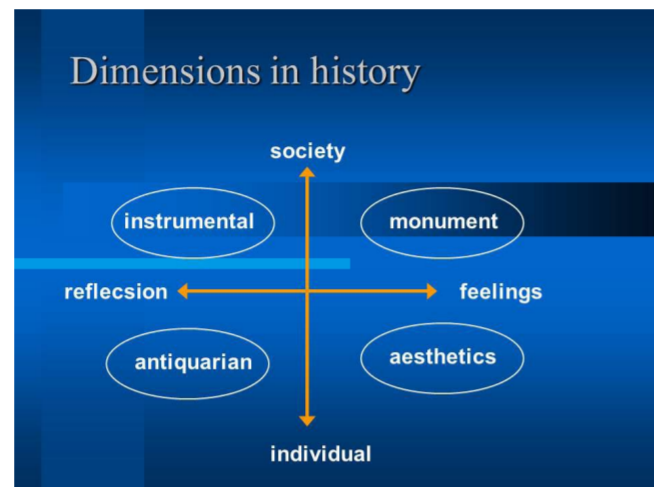 Dimensions in history
society
instrumental monument
reflecsion feelings
antiquarian aesthetics
individual